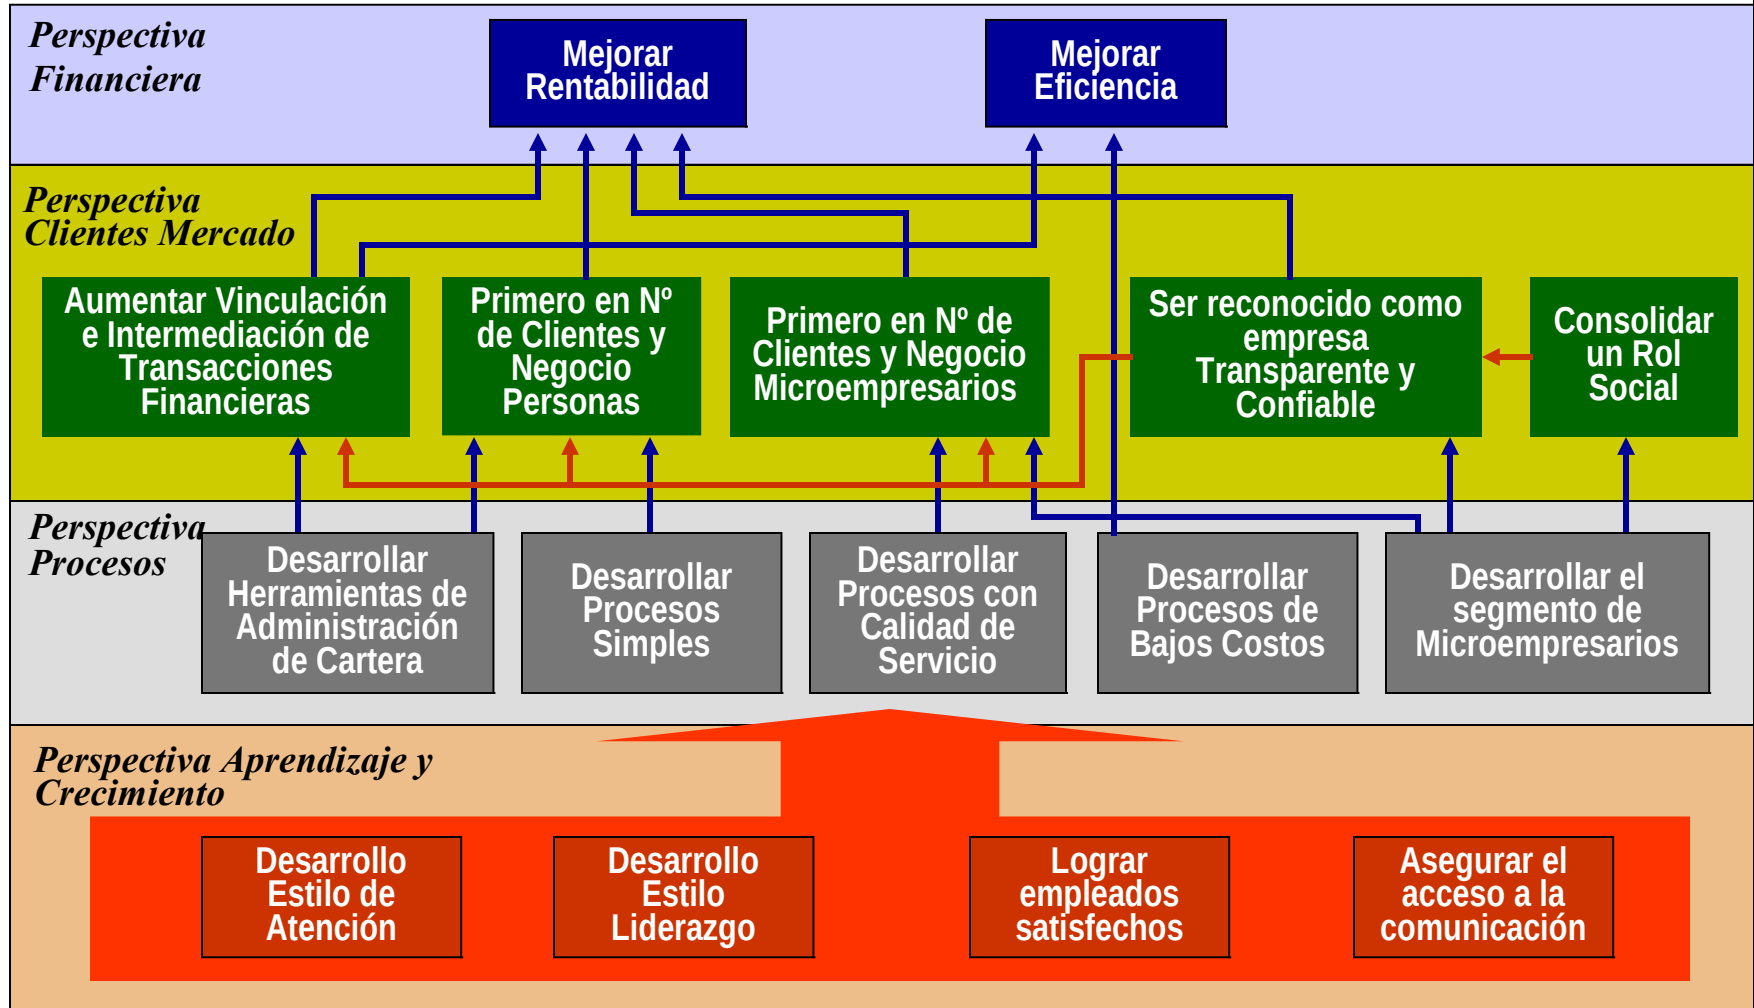 Perspectiva
Financiera
Mejorar
Rentabilidad
Mejorar
Eficiencia
Perspectiva
Clientes Mercado
Aumentar Vinculación
e Intermediación de
Transacciones
Financieras
Primero en Nº
de Clientes y
Negocio
Personas
Primero en Nº de
Clientes y Negocio
Microempresarios
Ser reconocido como
empresa
Transparente y
Confiable
Consolidar
un Rol
Social
Perspectiva
Procesos
Desarrollar
Herramientas de
Administración
de Cartera
Desarrollar
Procesos
Simples
Desarrollar
Procesos con
Calidad de
Servicio
Desarrollar
Procesos de
Bajos Costos
Desarrollar el
segmento de
Microempresarios
Perspectiva Aprendizaje y
Crecimiento
Desarrollo
Estilo de
Atención
Desarrollo
Estilo
Liderazgo
Lograr
empleados
satisfechos
Asegurar el
acceso a la
comunicación